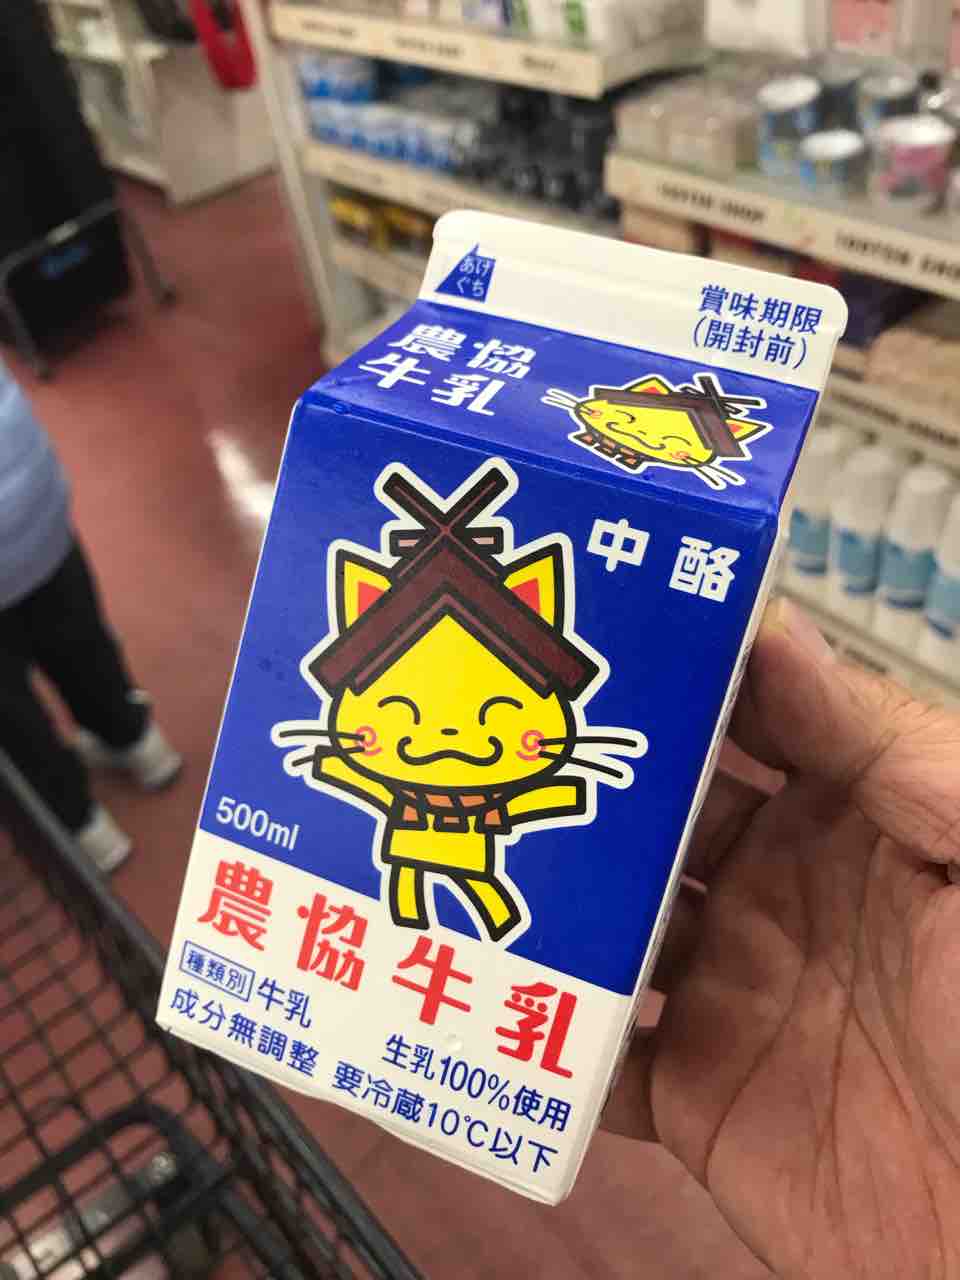 あけ
ぐち
賞味期限
(開封前)
農協
牛乳
中酪
500ml
農協牛乳
種類別 牛乳
成分無調整
生乳100%使用
要冷蔵10℃以下